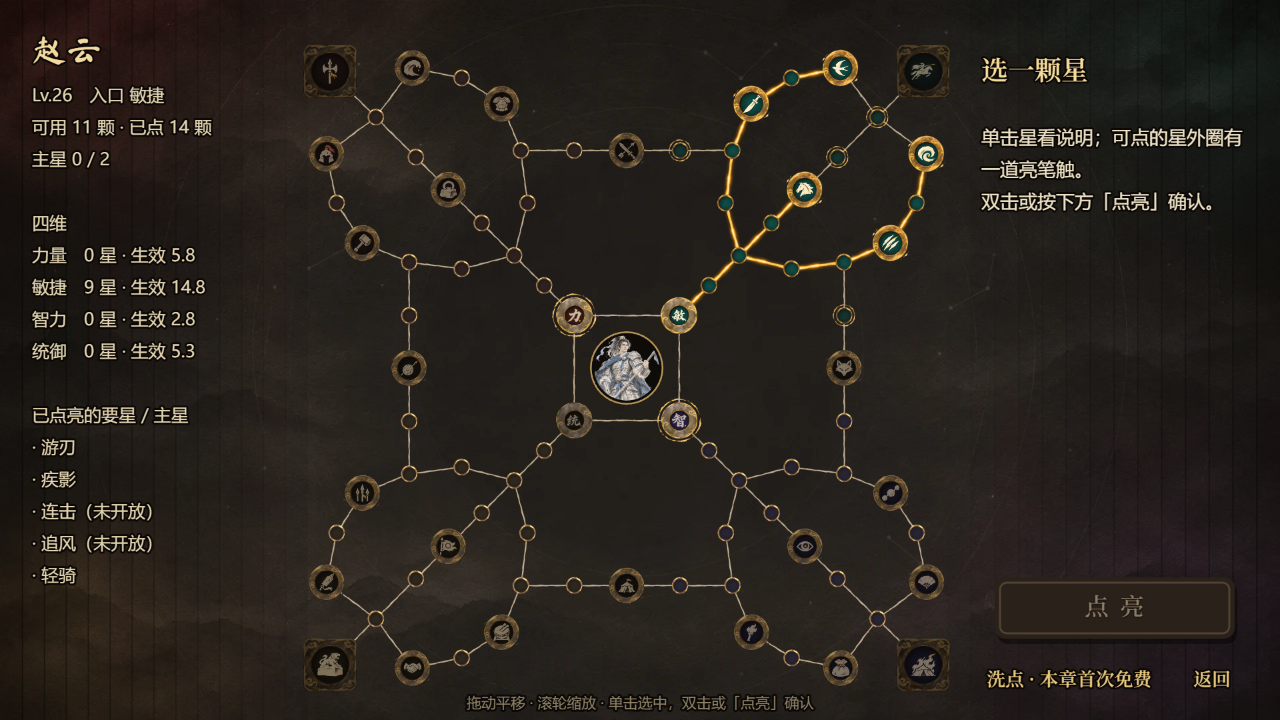 赵云
Lv.26 入口 敏捷
可用 11 颗 · 已点 14 颗
主星 0 / 2
四维
力量 0 星 · 生效 5.8
敏捷 9 星 · 生效 14.8
智力 0 星 · 生效 2.8
统御 0 星 · 生效 5.3
已点亮的要星 / 主星
· 游刃
· 疾影
· 连击（未开放）
· 追风（未开放）
· 轻骑
力
敏
统
智
选一颗星
单击星看说明；可点的星外圈有
一道亮笔触。
双击或按下方「点亮」确认。
点亮
洗点 · 本章首次免费 返回
拖动平移 · 滚轮缩放 · 单击选中，双击或「点亮」确认